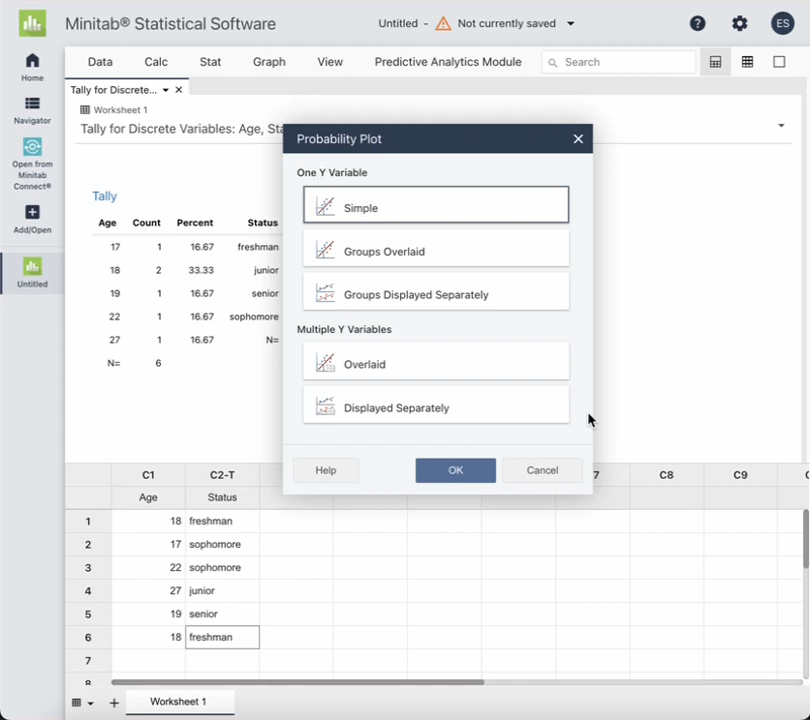 Minitab® Statistical Software
Untitled - Not currently saved
ES
Home
Navigator
Open from
Minitab
Connect®
Add/Open
Untitled
Data Calc Stat Graph View Predictive Analytics Module Search
Tally for Discrete...
Worksheet 1
Tally for Discrete Variables: Age, Sta
Tally
Age Count Percent Status
17 1 16.67 freshman
18 2 33.33 junior
19 1 16.67 senior
22 1 16.67 sophomore
27 1 16.67 N=
N= 6
Probability Plot
One Y Variable
Simple
Groups Overlaid
Groups Displayed Separately
Multiple Y Variables
Overlaid
Displayed Separately
Help OK Cancel
C1 C2-T 7 C8 C9
Age Status
1 18 freshman
2 17 sophomore
3 22 sophomore
4 27 junior
5 19 senior
6 18 freshman
7
8
Worksheet 1